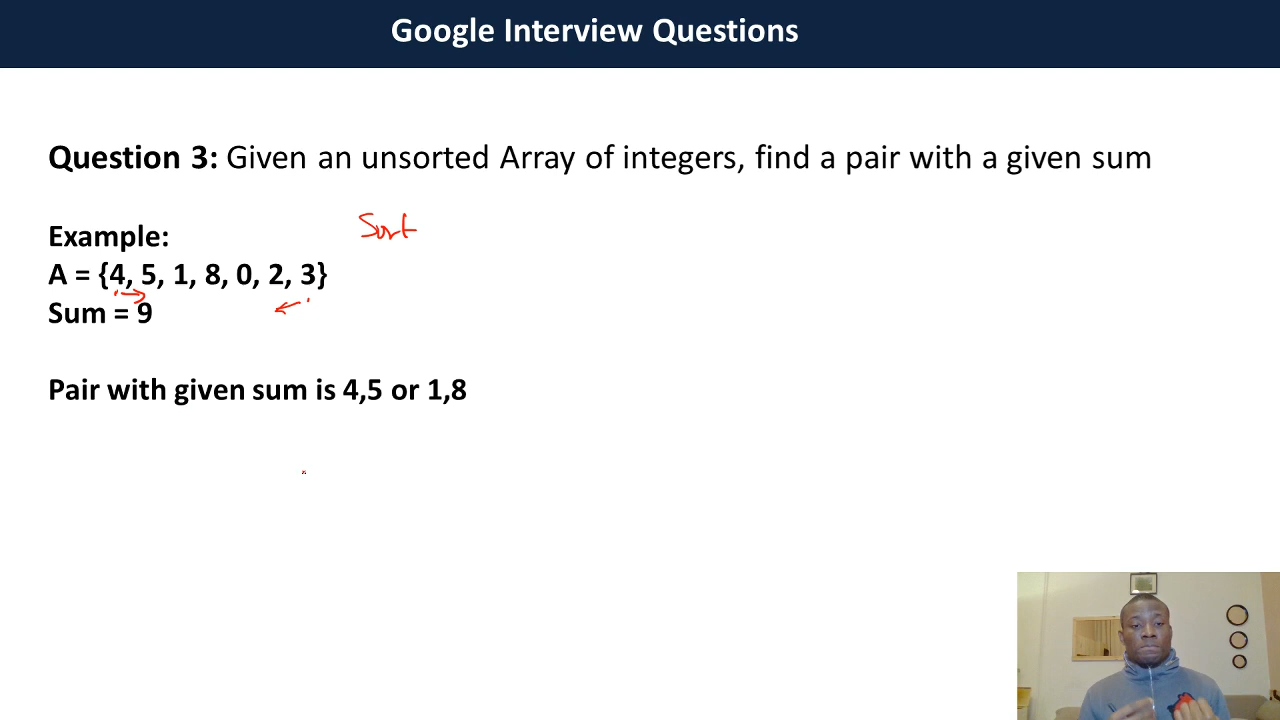 Google Interview Questions
Question 3: Given an unsorted Array of integers, find a pair with a given sum
Sort
Example:
A = {4, 5, 1, 8, 0, 2, 3}
Sum = 9
Pair with given sum is 4,5 or 1,8